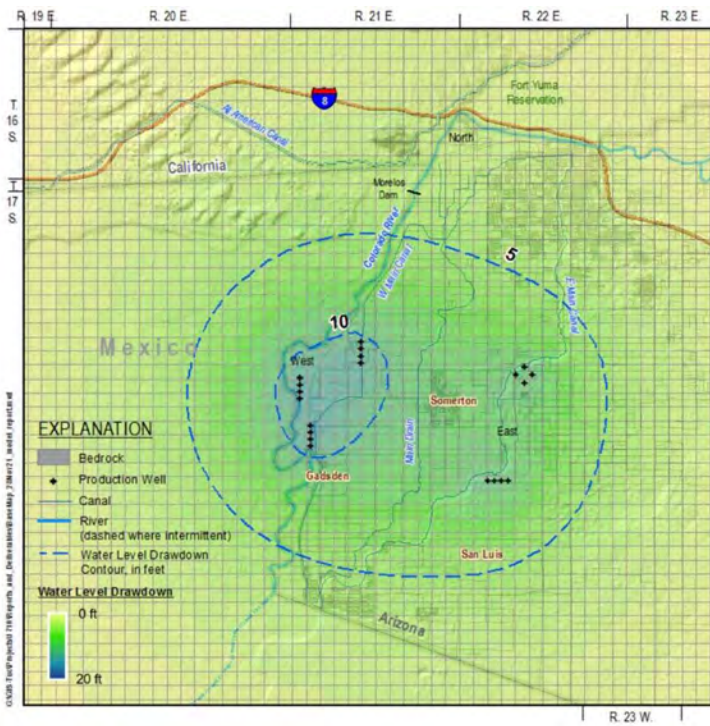 R. 19 E.
R. 20 E.
R. 21 E.
R. 22 E.
R. 23 E.
T.
16
S.
T.
17
S.
8
Fort Yuma
Reservation
All American Canal
North
California
Morelos
Dam
Colorado River
W Main Canal
5
E Main Canal
10
Mexico
West
Somerton
Main Drain
East
Gadsden
San Luis
Arizona
EXPLANATION
Bedrock
Production Well
Canal
River
(dashed where intermittent)
Water Level Drawdown
Contour, in feet
Water Level Drawdown
0 ft
20 ft
R. 23 W.